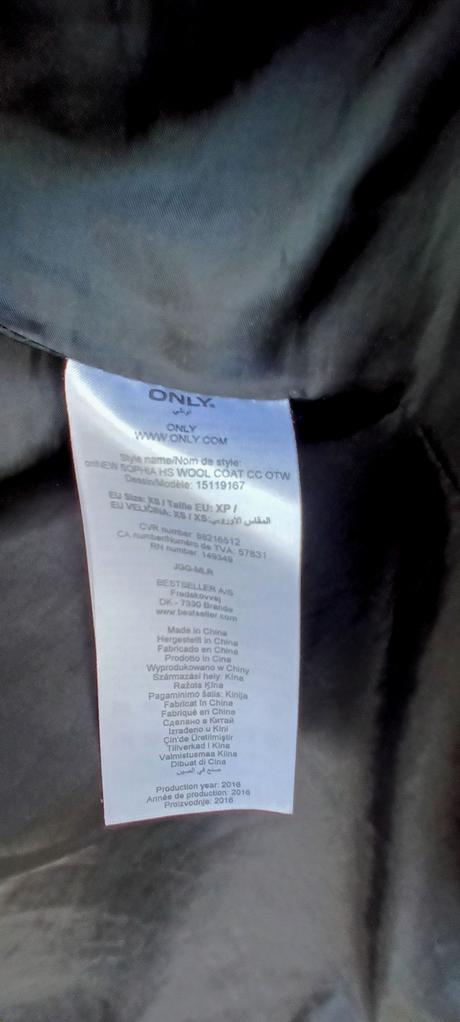 ONLY
اونلي
ONLY
WWW.ONLY.COM
Style name/Nom de style:
onlNEW SOPHIA HS WOOL COAT CC OTW
Dessin/Modèle: 15119167
EU Size: XS / Taille EU: XP /
EU VELIČINA: XS / XS:المقاس الأوروبي
CVR number 88216512
CA number/Numéro de TVA: 57831
RN number 149349
JGG-MLR
BESTSELLER A/S
Fredskovvej
DK - 7330 Brande
www.bestseller.com
Made in China
Hergestellt in China
Fabricado en China
Prodotto in Cina
Wyprodukowano w Chiny
Származási hely: Kína
Ražots Ķīna
Pagaminimo šalis: Kinija
Fabricat în China
Fabriqué en China
Сделано в Китай
Izrađeno u Kini
Çin'de Üretilmiştir
Tillverkad i Kina
Valmistusmaa Kiina
Dibuat di Cina
صنع في الصين
Production year: 2016
Année de production: 2016
Proizvodnje: 2016